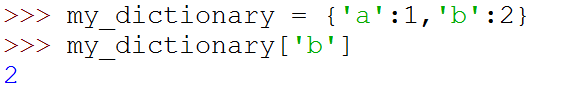 >>> my_dictionary = {'a':1,'b':2}
>>> my_dictionary['b']
2